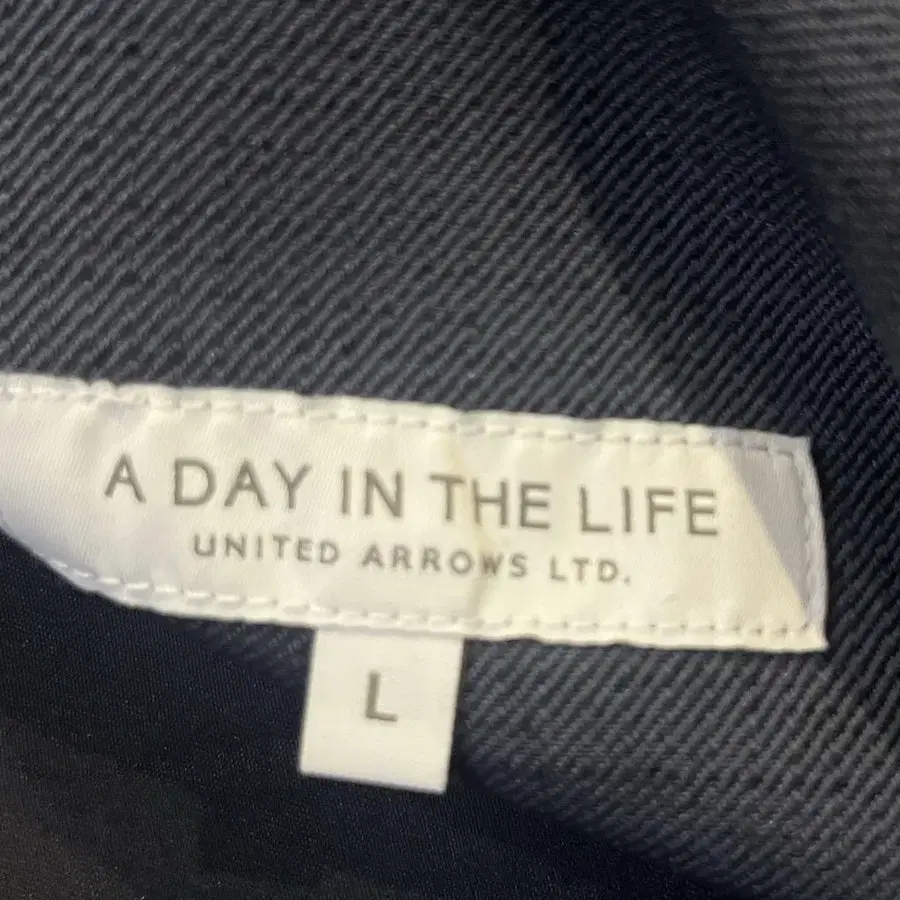 A DAY IN THE LIFE
UNITED ARROWS LTD.
L